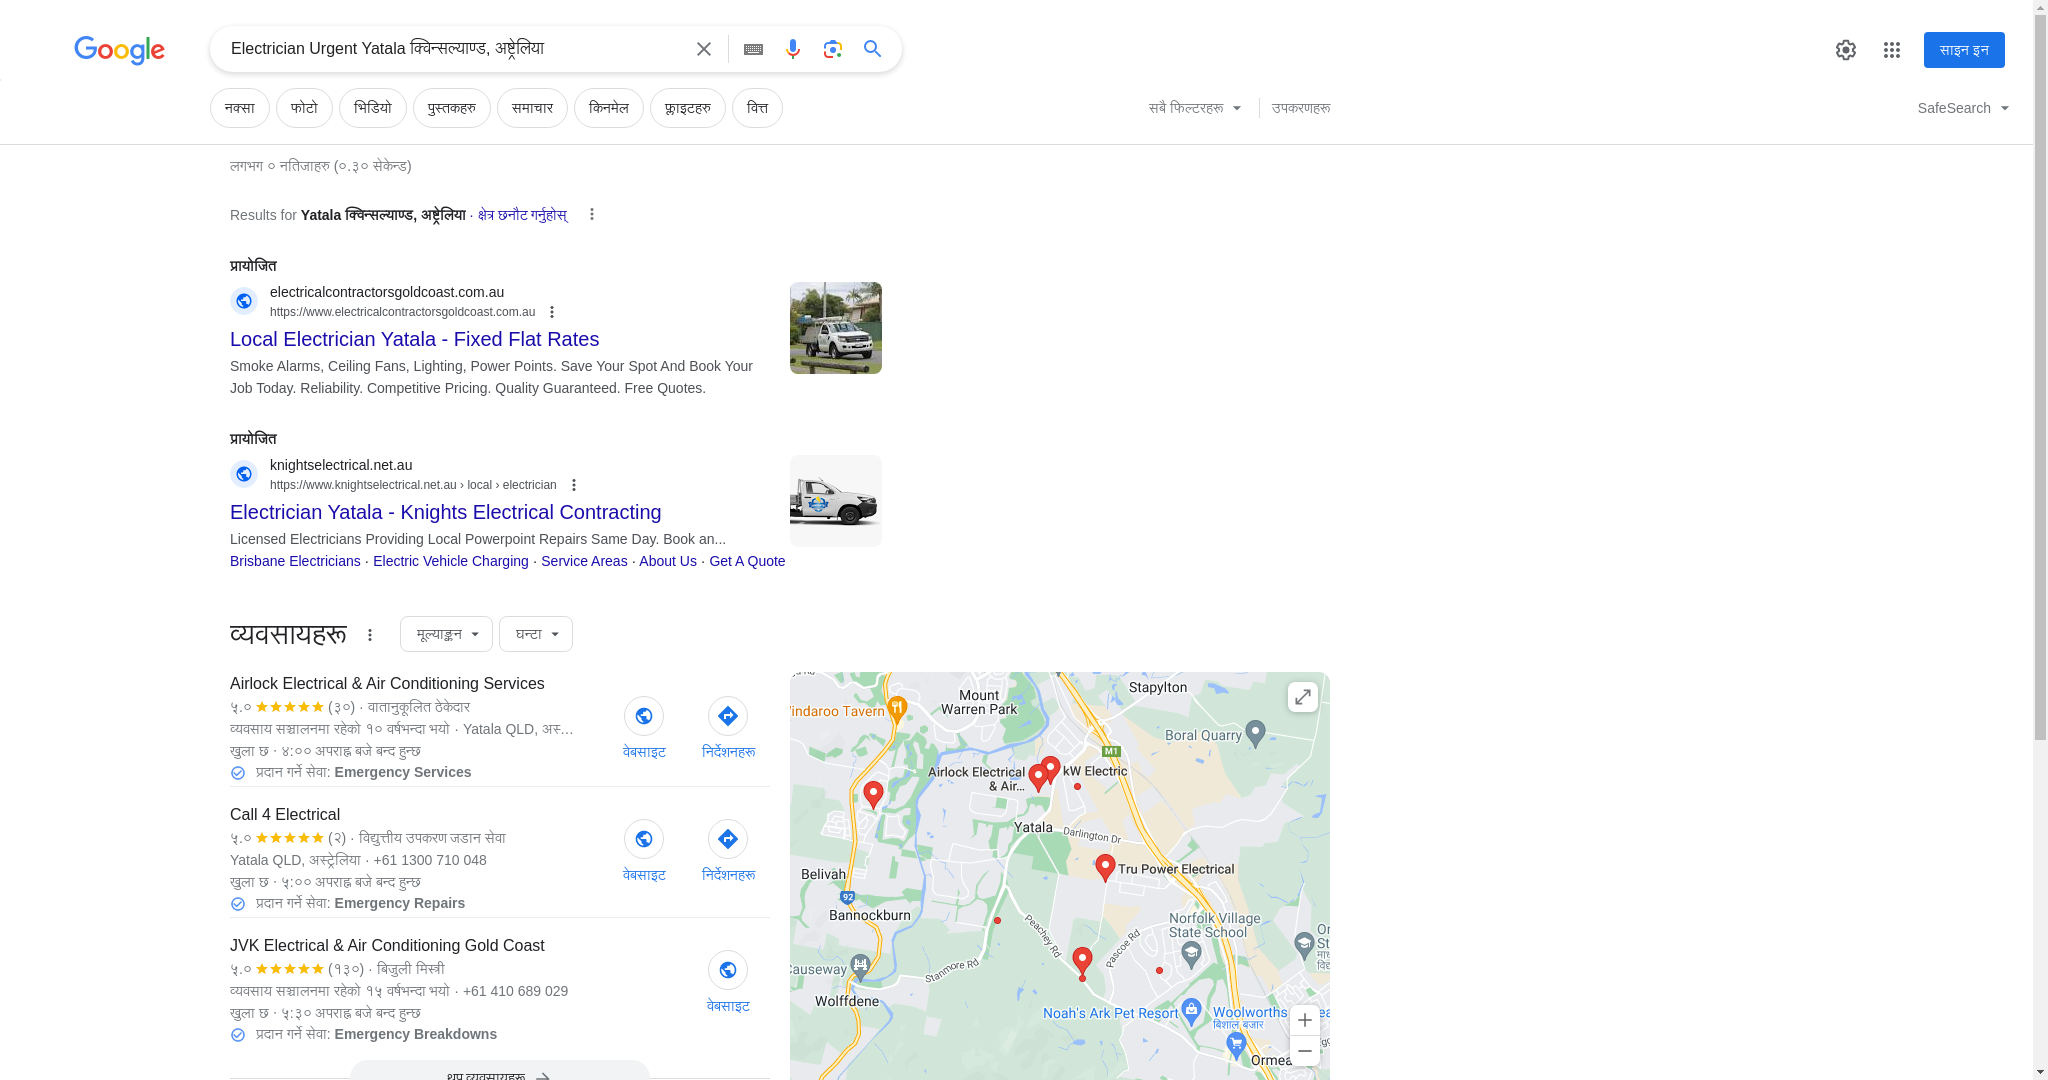 Google
Electrician Urgent Yatala क्विन्सल्याण्ड, अष्ट्रेलिया
साइन इन
नक्सा
फोटो
भिडियो
पुस्तकहरु
समाचार
किनमेल
फ्लाइटहरु
वित्त
सबै फिल्टरहरू
उपकरणहरू
SafeSearch
लगभग ० नतिजाहरु (०.३० सेकेन्ड)
Results for Yatala क्विन्सल्याण्ड, अष्ट्रेलिया · क्षेत्र छनौट गर्नुहोस्
प्रायोजित
electricalcontractorsgoldcoast.com.au
https://www.electricalcontractorsgoldcoast.com.au
Local Electrician Yatala - Fixed Flat Rates
Smoke Alarms, Ceiling Fans, Lighting, Power Points. Save Your Spot And Book Your
Job Today. Reliability. Competitive Pricing. Quality Guaranteed. Free Quotes.
प्रायोजित
knightselectrical.net.au
https://www.knightselectrical.net.au › local › electrician
Electrician Yatala - Knights Electrical Contracting
Licensed Electricians Providing Local Powerpoint Repairs Same Day. Book an...
Brisbane Electricians · Electric Vehicle Charging · Service Areas · About Us · Get A Quote
व्यवसायहरू
मूल्याङ्कन
घन्टा
Airlock Electrical & Air Conditioning Services
५.० (३०) · वातानुकूलित ठेकेदार
व्यवसाय सञ्चालनमा रहेको १० वर्षभन्दा भयो · Yatala QLD, अस्...
खुला छ · ४:०० अपराह्न बजे बन्द हुन्छ
प्रदान गर्ने सेवा: Emergency Services
वेबसाइट
निर्देशनहरू
Call 4 Electrical
५.० (२) · विद्युत्तीय उपकरण जडान सेवा
Yatala QLD, अस्ट्रेलिया · +61 1300 710 048
खुला छ · ५:०० अपराह्न बजे बन्द हुन्छ
प्रदान गर्ने सेवा: Emergency Repairs
वेबसाइट
निर्देशनहरू
JVK Electrical & Air Conditioning Gold Coast
५.० (१३०) · बिजुली मिस्त्री
व्यवसाय सञ्चालनमा रहेको १५ वर्षभन्दा भयो · +61 410 689 029
खुला छ · ५:३० अपराह्न बजे बन्द हुन्छ
प्रदान गर्ने सेवा: Emergency Breakdowns
वेबसाइट
थप व्यवसायहरू
Mount
Warren Park
Stapylton
indaroo Tavern
Boral Quarry
M1
Airlock Electrical
& Air...
kW Electric
Yatala
Darlington Dr
Tru Power Electrical
Belivah
92
Bannockburn
Norfolk Village
State School
Peachey Rd
Pascoe Rd
Causeway
Stanmore Rd
Wolffdene
Noah's Ark Pet Resort
Woolworths
बिशाल बजार
Ormea